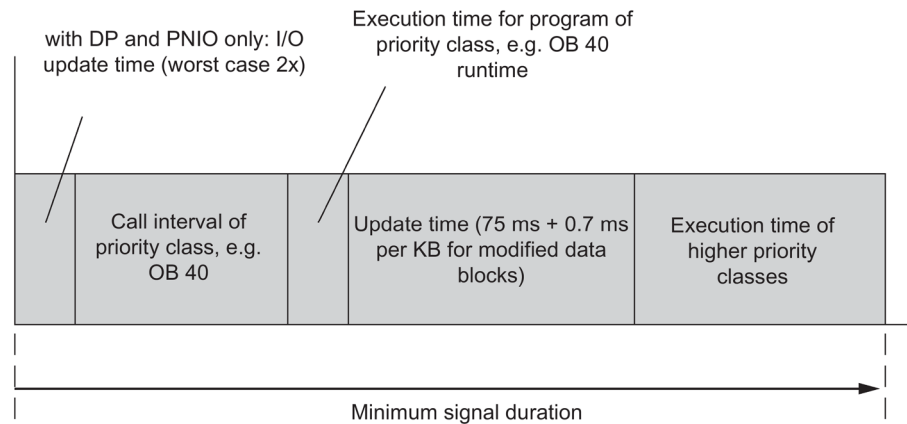 with DP and PNIO only: I/O
update time (worst case 2x)
Execution time for program of
priority class, e.g. OB 40
runtime
Call interval of
priority class, e.g.
OB 40
Update time (75 ms + 0.7 ms
per KB for modified data
blocks)
Execution time of
higher priority
classes
Minimum signal duration